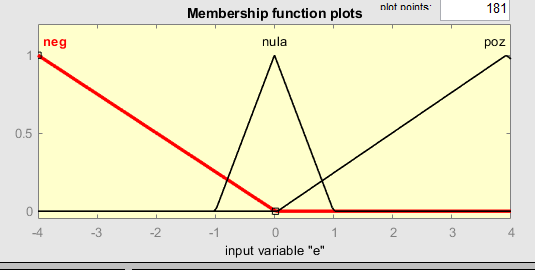 Membership function plots
plot points: 181
neg nula poz
1
0.5
0
-4 -3 -2 -1 0 1 2 3 4
input variable "e"